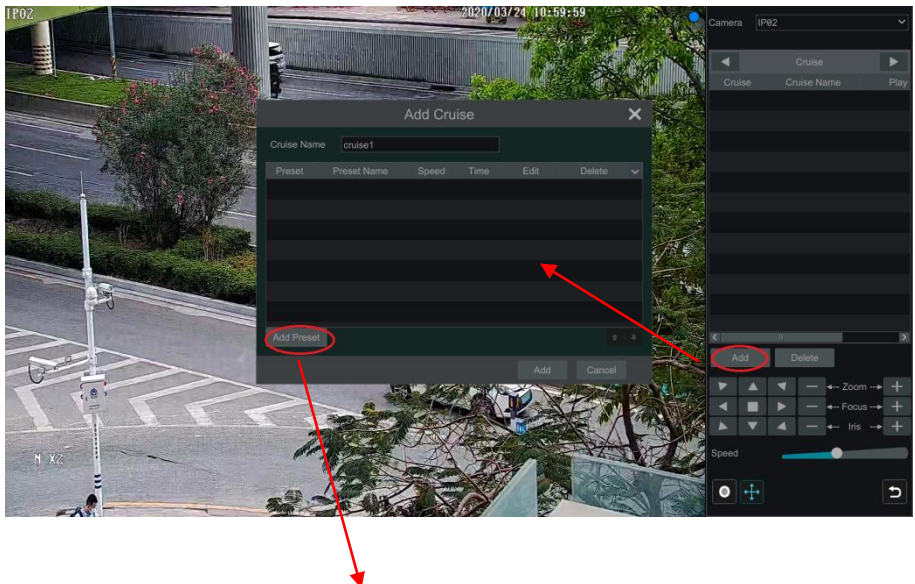 IP02
2020/03/24 10:59:59
Camera IP02
Cruise
Cruise Cruise Name Play
Add Cruise
Cruise Name cruise1
Preset Preset Name Speed Time Edit Delete
Add Preset
Add Cancel
Add Delete
Zoom
Focus
Iris
Speed
N XZ